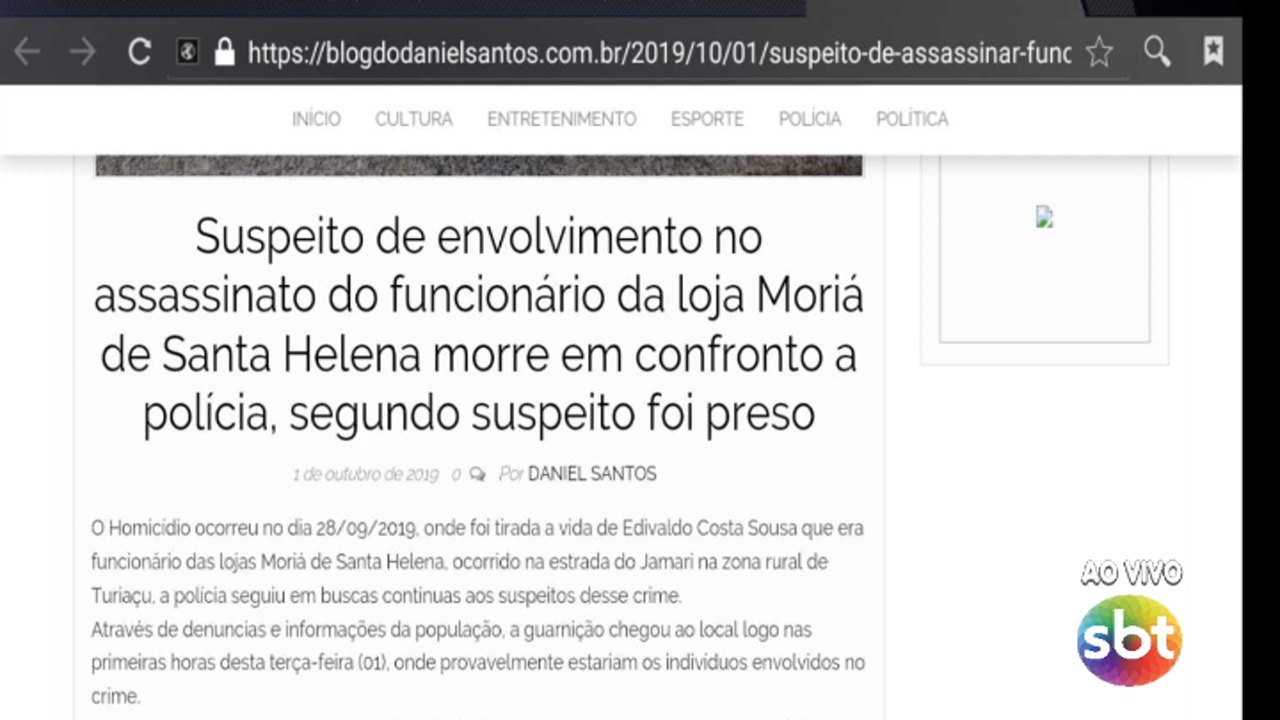 https://blogdodanielsantos.com.br/2019/10/01/suspeito-de-assassinar-func
INÍCIO CULTURA ENTRETENIMENTO ESPORTE POLÍCIA POLÍTICA
Suspeito de envolvimento no
assassinato do funcionário da loja Moriá
de Santa Helena morre em confronto a
polícia, segundo suspeito foi preso
1 de outubro de 2019 0 Por DANIEL SANTOS
O Homicídio ocorreu no dia 28/09/2019, onde foi tirada a vida de Edivaldo Costa Sousa que era
funcionário das lojas Moriá de Santa Helena, ocorrido na estrada do Jamari na zona rural de
Turiaçu, a polícia seguiu em buscas continuas aos suspeitos desse crime.
Através de denuncias e informações da população, a guarnição chegou ao local logo nas
primeiras horas desta terça-feira (01), onde provavelmente estariam os individuos envolvidos no
crime.
AO VIVO
sbt